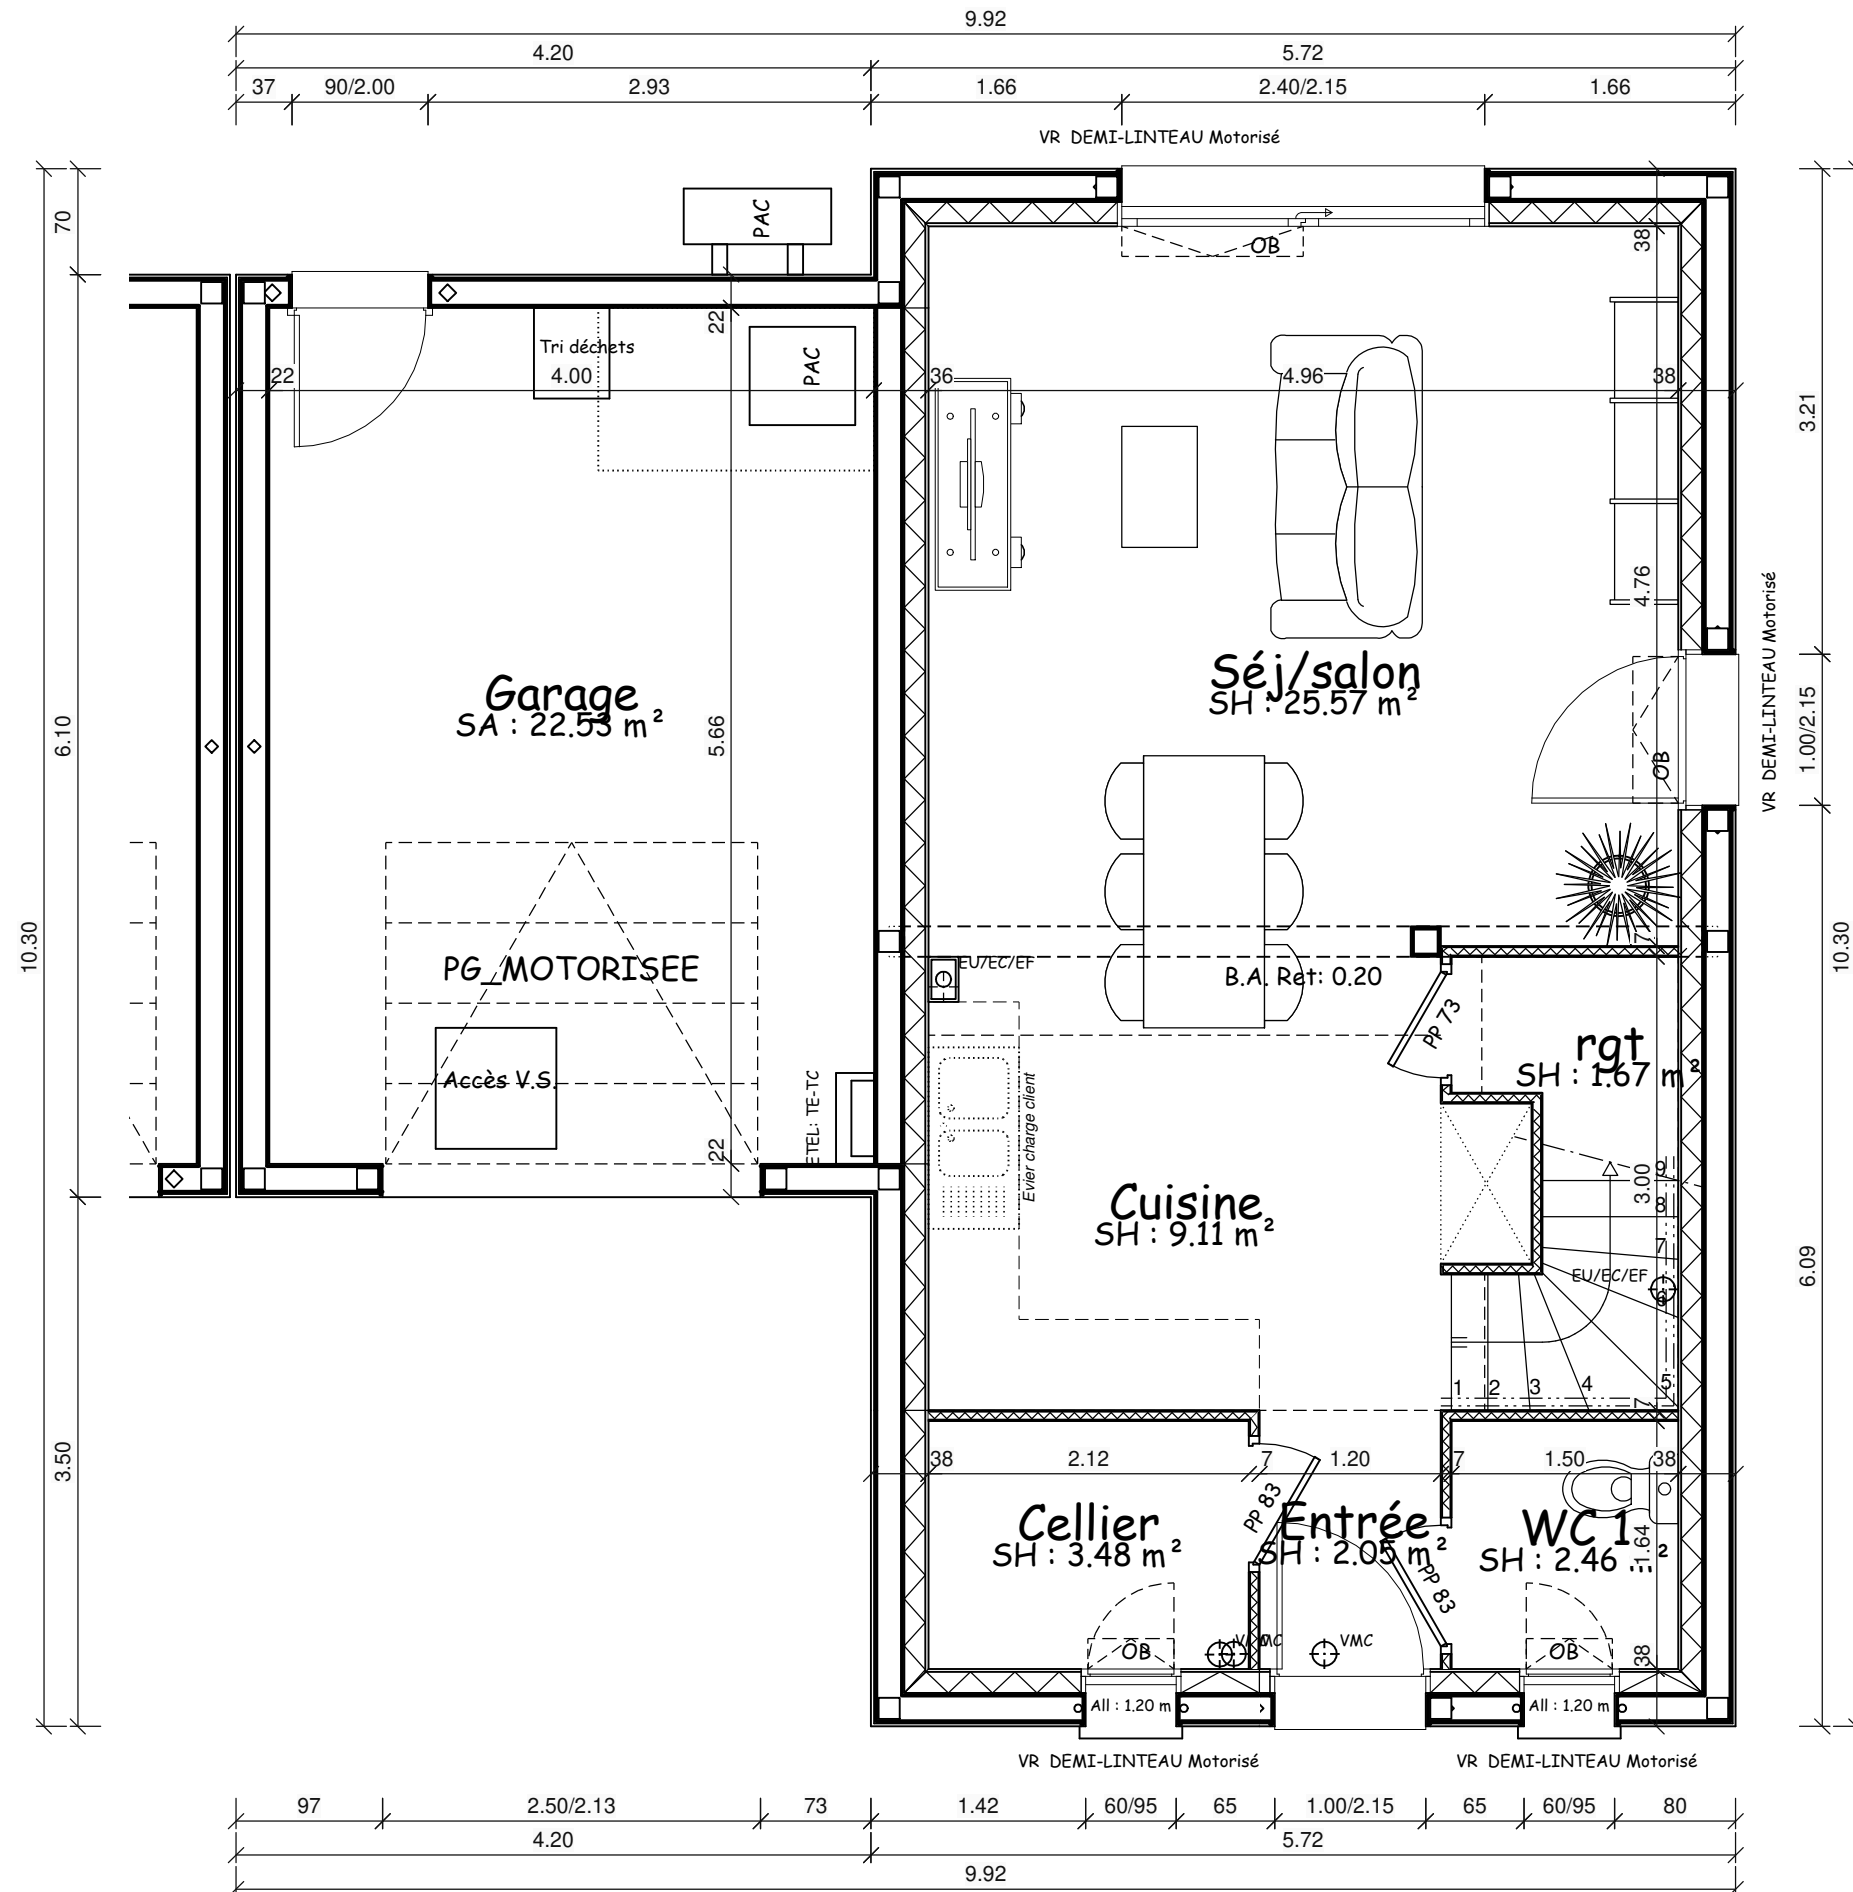 9.92
4.20
5.72
37
90/2.00
2.93
1.66
2.40/2.15
1.66
VR DEMI-LINTEAU Motorisé
70
PAC
38
OB
22
Tri déchets
PAC
22
4.00
36
4.96
38
3.21
4.76
VR DEMI-LINTEAU Motorisé
Séj/salon
SH : 25.57 m²
Garage
SA : 22.53 m²
6.10
5.66
1.00/2.15
OB
10.30
PG_MOTORISEE
EU/EC/EF
B.A. Ret: 0.20
7
10.30
PP 73
rgt
SH : 1.67 m²
Accès V.S.
ETEL: TE-TC
22
Evier charge client
Cuisine
SH : 9.11 m²
9
3.00
8
7
EU/EC/EF
6
6.09
1
2
3
4
5
7
3.50
38
2.12
7
1.20
7
1.50
38
PP 83
Cellier
SH : 3.48 m²
Entrée
SH : 2.05 m²
WC 1
SH : 2.46 ...²
1.64
PP 83
VMC
VMC
OB
OB
38
All : 1.20 m
All : 1.20 m
VR DEMI-LINTEAU Motorisé
VR DEMI-LINTEAU Motorisé
97
2.50/2.13
73
1.42
60/95
65
1.00/2.15
65
60/95
80
4.20
5.72
9.92